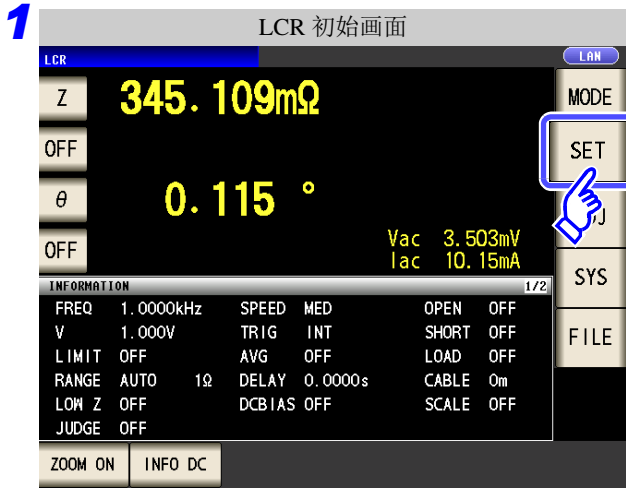 1
LCR 初始画面
LCR
LAN
Z
345.109mΩ
MODE
OFF
SET
θ
0.115 °
OFF
Vac 3.503mV
Iac 10.15mA
SYS
INFORMATION 1/2
FREQ 1.0000kHz SPEED MED OPEN OFF
V 1.000V TRIG INT SHORT OFF
LIMIT OFF AVG OFF LOAD OFF
RANGE AUTO 1Ω DELAY 0.0000s CABLE 0m
LOW Z OFF DCBIAS OFF SCALE OFF
JUDGE OFF
FILE
ZOOM ON
INFO DC